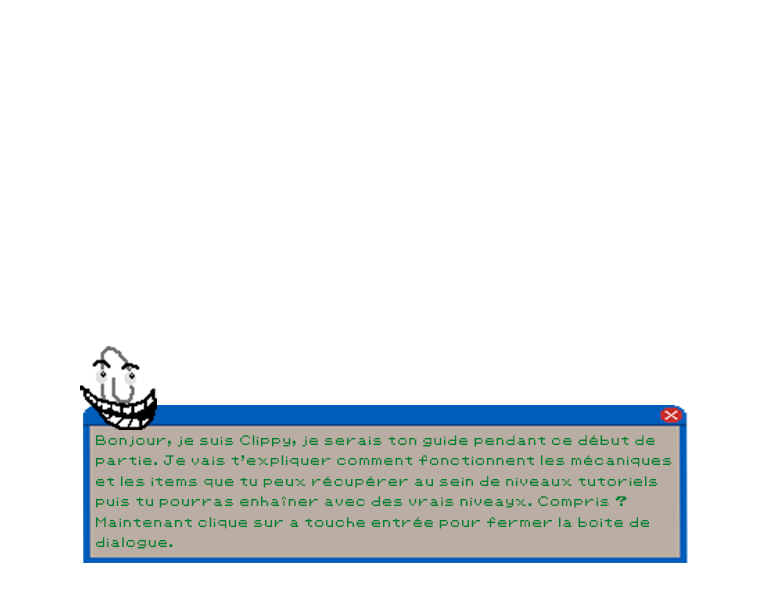 Bonjour, je suis Clippy, je serais ton guide pendant ce début de
partie. Je vais t'expliquer comment fonctionnent les mécaniques
et les items que tu peux récupérer au sein de niveaux tutoriels
puis tu pourras enhaîner avec des vrais niveayx. Compris ?
Maintenant clique sur a touche entrée pour fermer la boite de
dialogue.